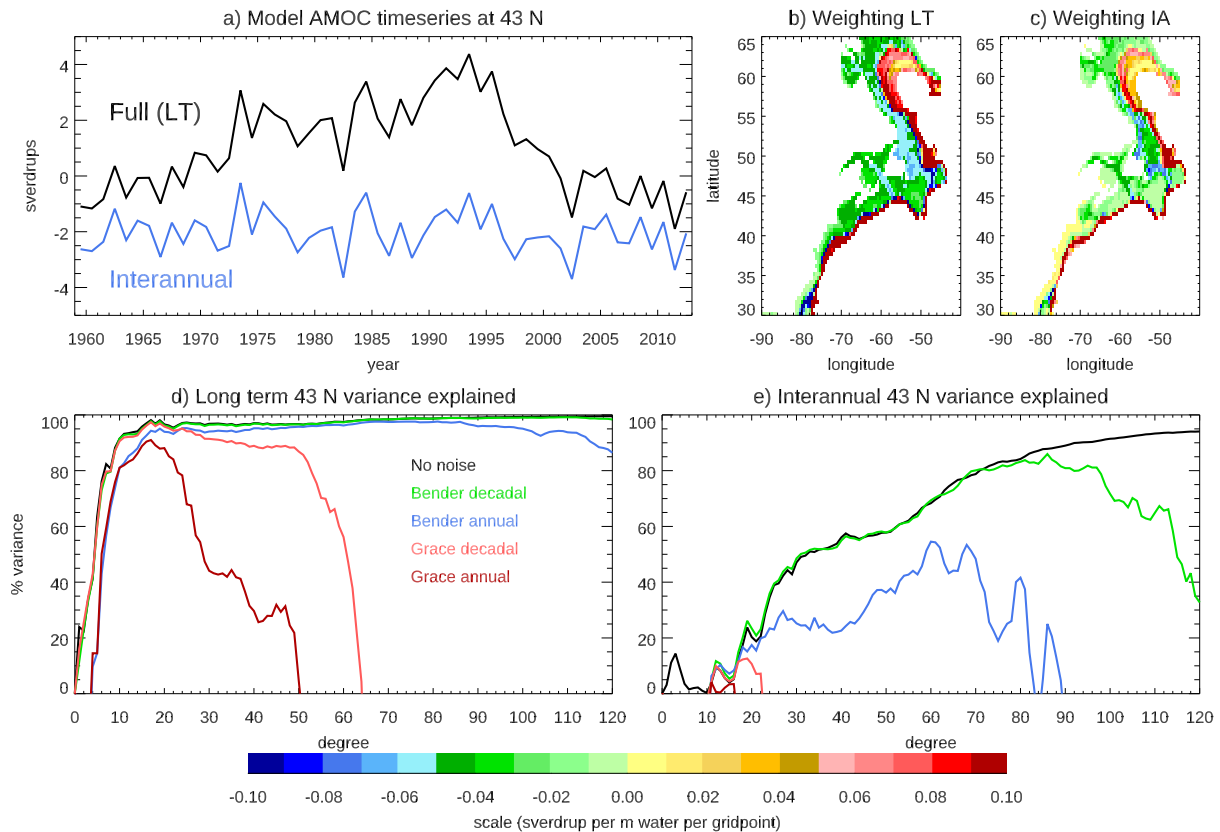 a) Model AMOC timeseries at 43 N
b) Weighting LT
c) Weighting IA
sverdrups
4
2
0
-2
-4
Full (LT)
Interannual
1960 1965 1970 1975 1980 1985 1990 1995 2000 2005 2010
year
latitude
65
60
55
50
45
40
35
30
-90 -80 -70 -60 -50
longitude
65
60
55
50
45
40
35
30
-90 -80 -70 -60 -50
longitude
d) Long term 43 N variance explained
% variance
100
80
60
40
20
0
No noise
Bender decadal
Bender annual
Grace decadal
Grace annual
0 10 20 30 40 50 60 70 80 90 100 110 120
degree
e) Interannual 43 N variance explained
100
80
60
40
20
0
0 10 20 30 40 50 60 70 80 90 100 110 120
degree
-0.10 -0.08 -0.06 -0.04 -0.02 0.00 0.02 0.04 0.06 0.08 0.10
scale (sverdrup per m water per gridpoint)